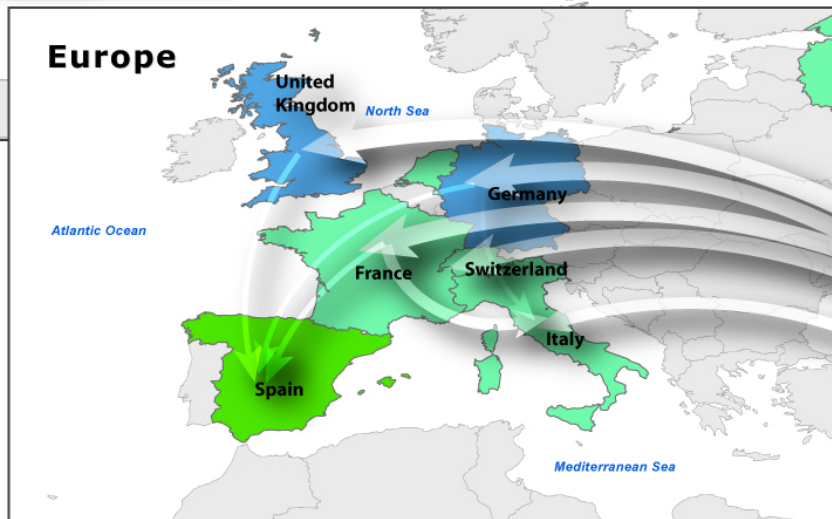 Europe
United
Kingdom
North Sea
Germany
Atlantic Ocean
France
Switzerland
Italy
Spain
Mediterranean Sea